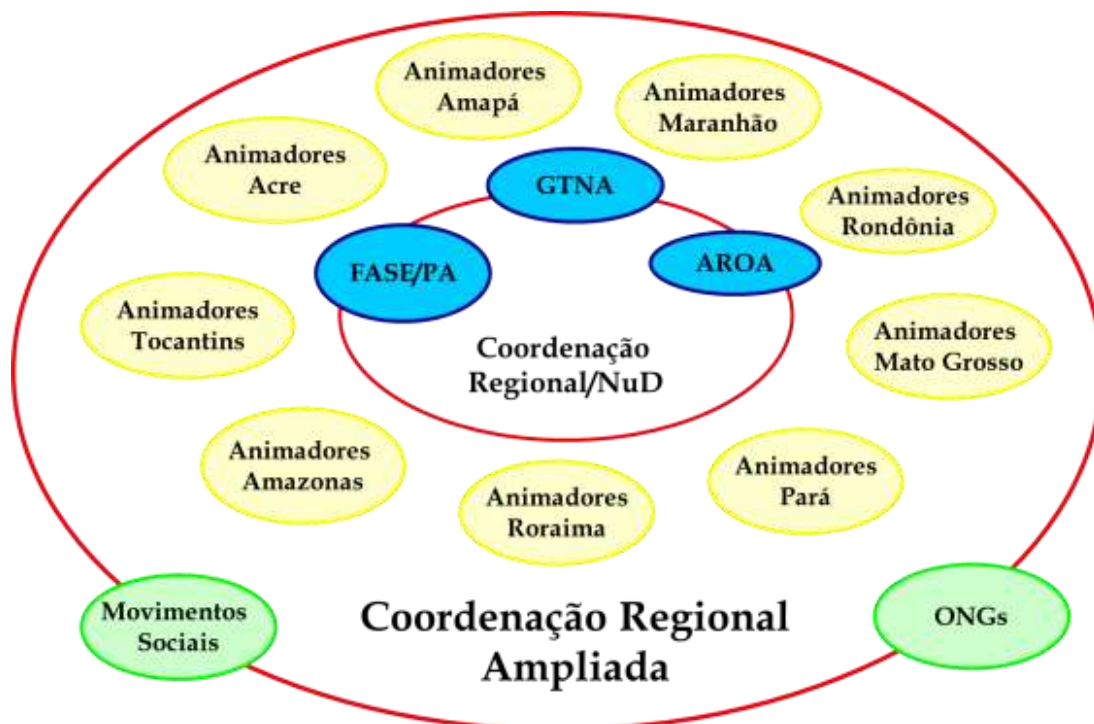 Animadores
Amapá
Animadores
Maranhão
Animadores
Acre
GTNA
Animadores
Rondônia
FASE/PA
AROA
Animadores
Tocantins
Animadores
Mato Grosso
Coordenação
Regional/NuD
Animadores
Amazonas
Animadores
Roraima
Animadores
Pará
Movimentos
Sociais
Coordenação Regional
Ampliada
ONGs